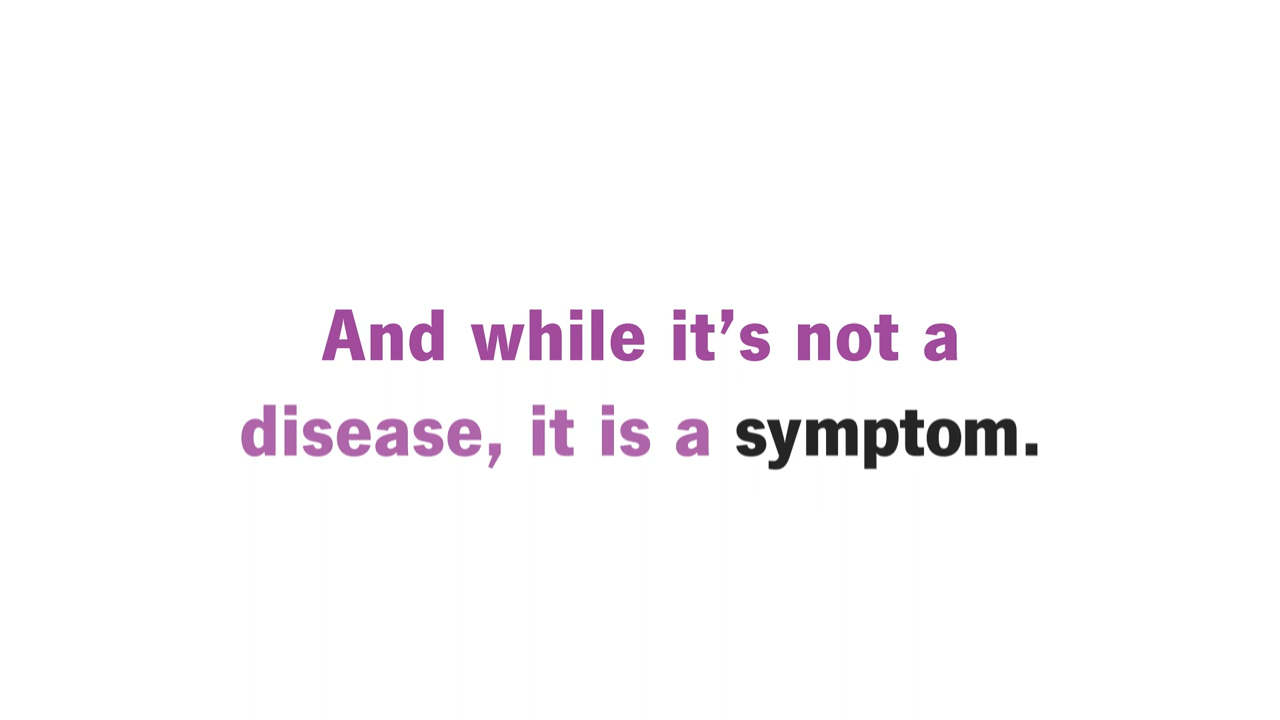 And while it’s not a
disease, it is a symptom.